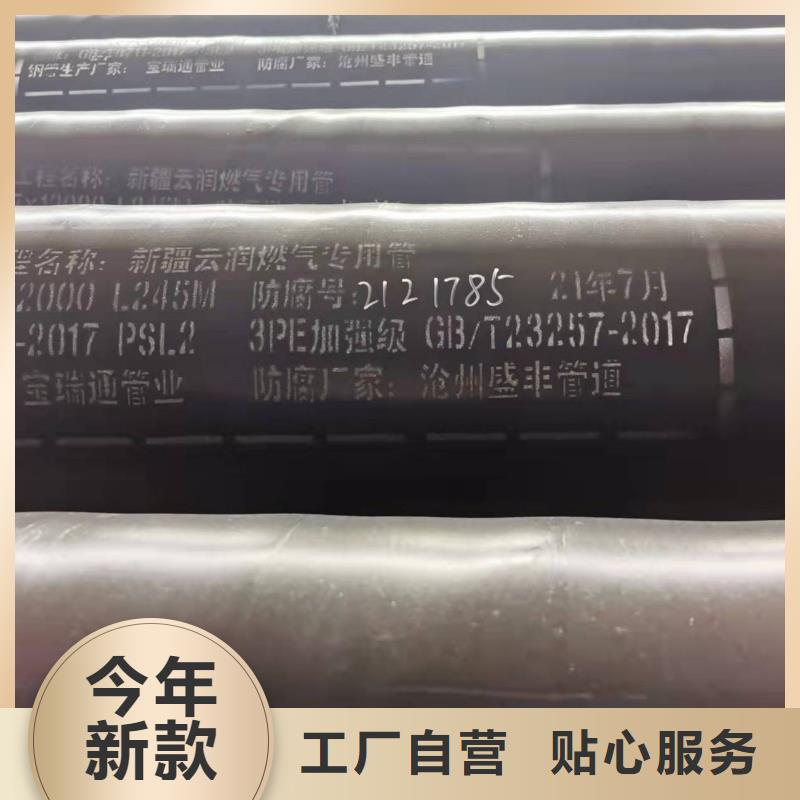 钢管生产厂家：宝瑞通管业 防腐厂家：沧州盛丰管道
工程名称：新疆云润燃气专用管
程名称：新疆云润燃气专用管
2000 L245M 防腐号：2121785 21年7月
-2017 PSL2 3PE加强级 GB/T23257-2017
宝瑞通管业 防腐厂家：沧州盛丰管道
今年
新款
工厂自营 贴心服务